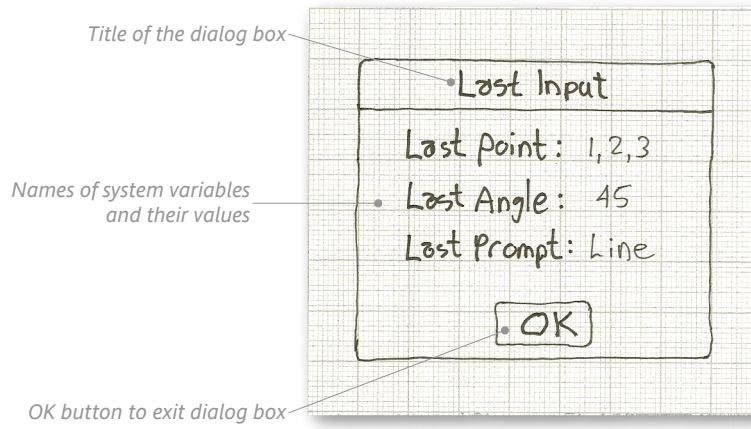 Title of the dialog box
Last Input
Last Point: 1,2,3
Names of system variables
and their values
Last Angle: 45
Last Prompt: Line
OK
OK button to exit dialog box